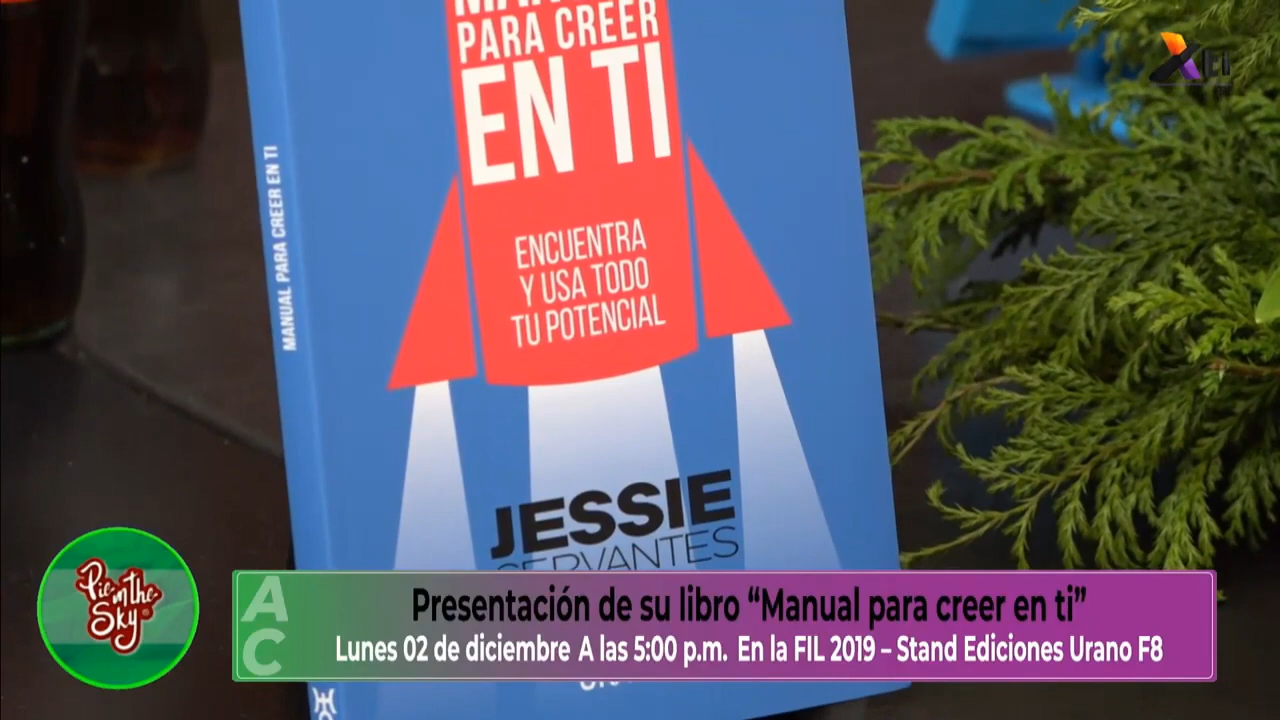 PARA CREER
EN TI
ENCUENTRA
Y USA TODO
TU POTENCIAL
JESSIE
SERVANTES
MANUAL PARA CREER EN TI
Pie in the
Sky
AC
Presentación de su libro “Manual para creer en ti”
Lunes 02 de diciembre A las 5:00 p.m. En la FIL 2019 – Stand Ediciones Urano F8